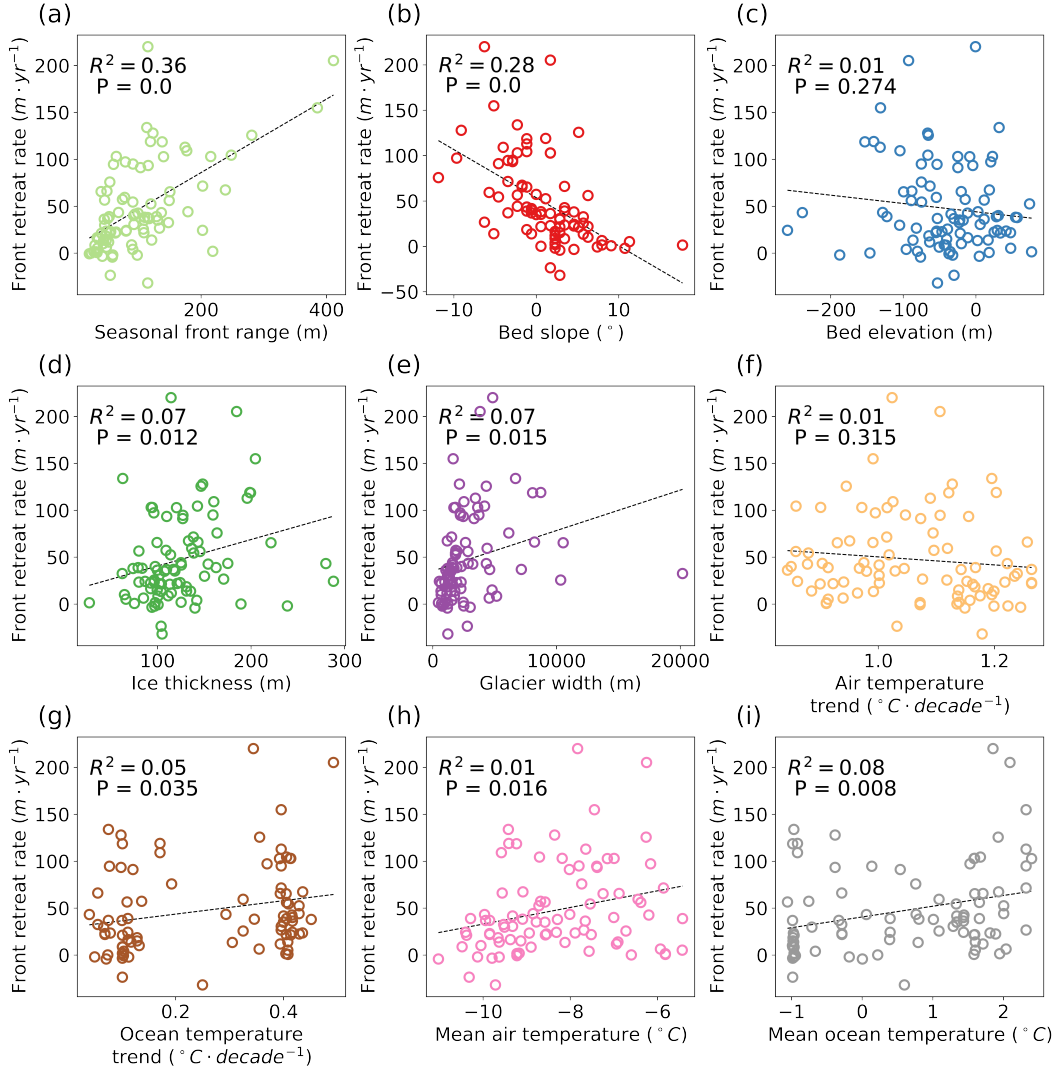 (a)
R² = 0.36
P = 0.0
Front retreat rate (m · yr⁻¹)
200
150
100
50
0
0
200
400
Seasonal front range (m)
(b)
R² = 0.28
P = 0.0
Front retreat rate (m · yr⁻¹)
200
150
100
50
0
−50
−10
0
10
Bed slope (°)
(c)
R² = 0.01
P = 0.274
Front retreat rate (m · yr⁻¹)
200
150
100
50
0
−200
−100
0
Bed elevation (m)
(d)
R² = 0.07
P = 0.012
Front retreat rate (m · yr⁻¹)
200
150
100
50
0
100
200
300
Ice thickness (m)
(e)
R² = 0.07
P = 0.015
Front retreat rate (m · yr⁻¹)
200
150
100
50
0
0
10000
20000
Glacier width (m)
(f)
R² = 0.01
P = 0.315
Front retreat rate (m · yr⁻¹)
200
150
100
50
0
1.0
1.2
Air temperature
trend (°C · decade⁻¹)
(g)
R² = 0.05
P = 0.035
Front retreat rate (m · yr⁻¹)
200
150
100
50
0
0.2
0.4
Ocean temperature
trend (°C · decade⁻¹)
(h)
R² = 0.01
P = 0.016
Front retreat rate (m · yr⁻¹)
200
150
100
50
0
−10
−8
−6
Mean air temperature (°C)
(i)
R² = 0.08
P = 0.008
Front retreat rate (m · yr⁻¹)
200
150
100
50
0
−1
0
1
2
Mean ocean temperature (°C)